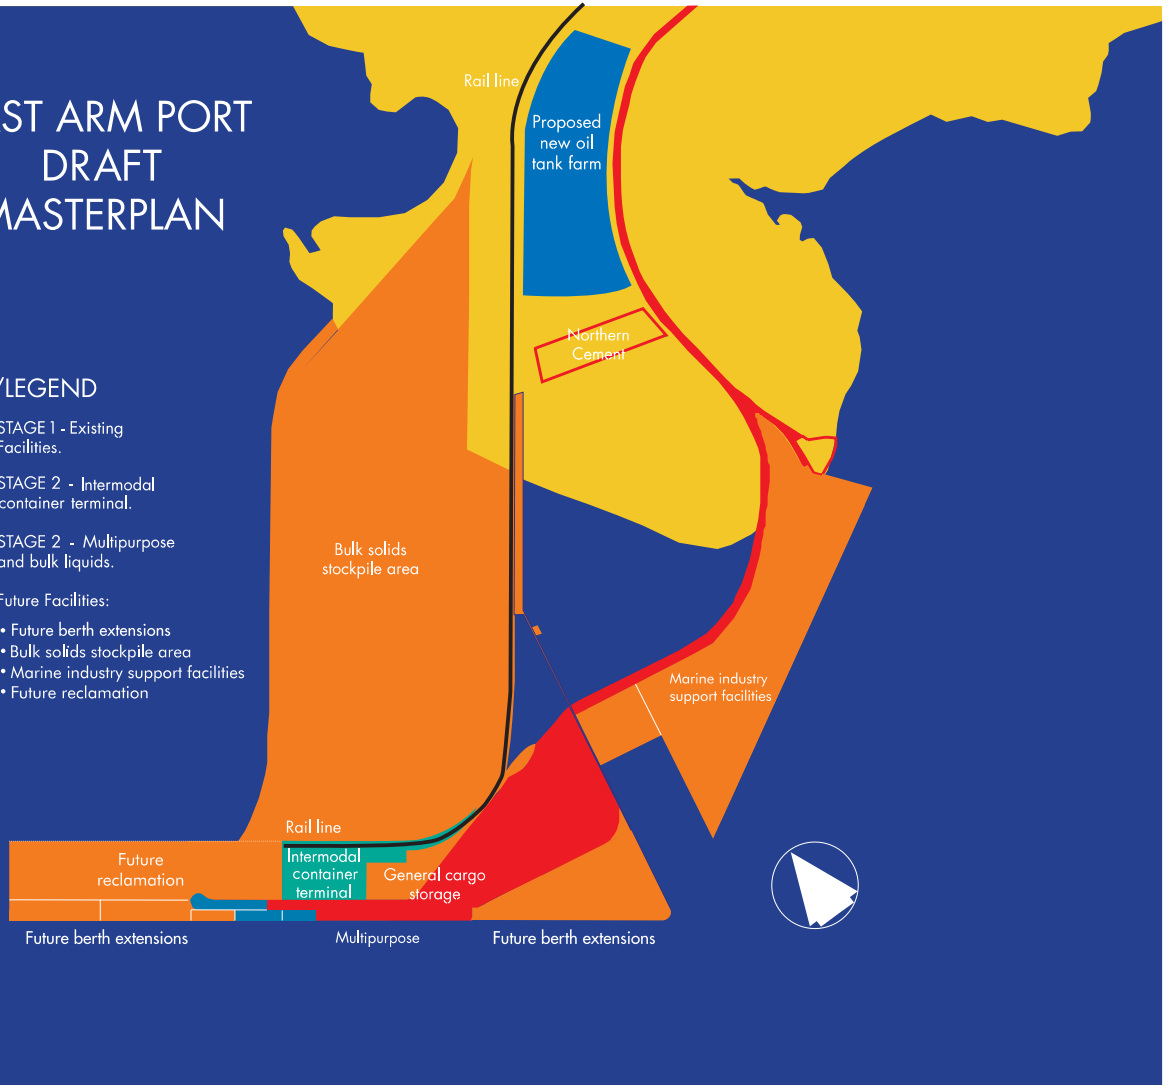 ST ARM PORT
DRAFT
MASTERPLAN
/LEGEND
STAGE 1 - Existing
Facilities.
STAGE 2 - Intermodal
container terminal.
STAGE 2 - Multipurpose
and bulk liquids.
Future Facilities:
• Future berth extensions
• Bulk solids stockpile area
• Marine industry support facilities
• Future reclamation
Rail line
Proposed
new oil
tank farm
Northern
Cement
Bulk solids
stockpile area
Marine industry
support facilities
Rail line
Future
reclamation
Intermodal
container
terminal
General cargo
storage
Future berth extensions
Multipurpose
Future berth extensions